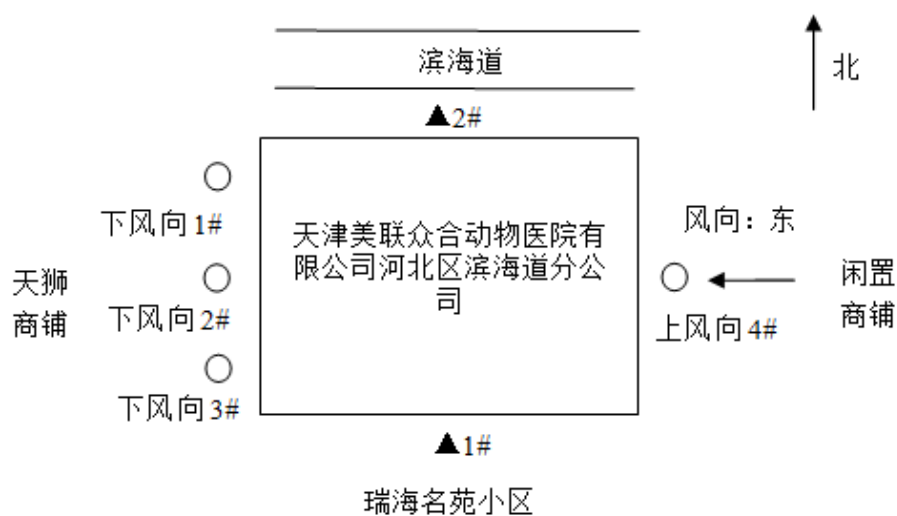 滨海道
北
▲2#
下风向1#
天津美联众合动物医院有
限公司河北区滨海道分公
司
风向：东
天狮
商铺
下风向2#
闲置
商铺
上风向4#
下风向3#
▲1#
瑞海名苑小区